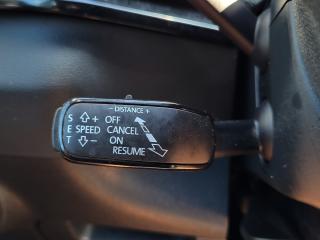 - DISTANCE +
S ⇧+ OFF
E SPEED CANCEL
T ⇩- ON
RESUME